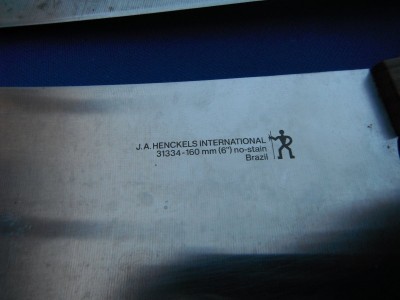 J.A. HENCKELS INTERNATIONAL
31334-160 mm (6") no-stain
Brazil